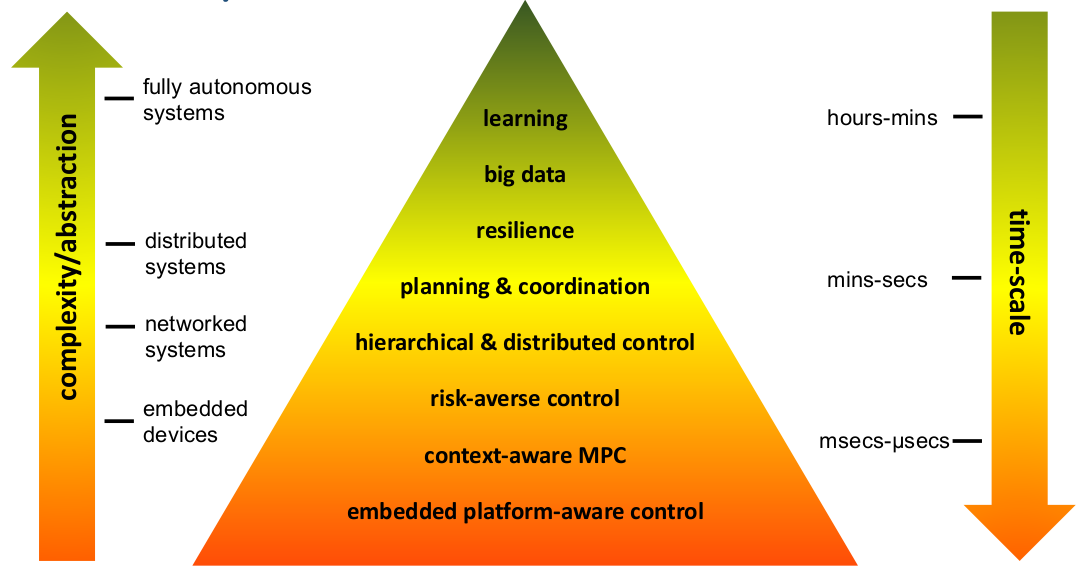 complexity/abstraction
fully autonomous
systems
distributed
systems
networked
systems
embedded
devices
learning
big data
resilience
planning & coordination
hierarchical & distributed control
risk-averse control
context-aware MPC
embedded platform-aware control
hours-mins
mins-secs
msecs-μsecs
time-scale